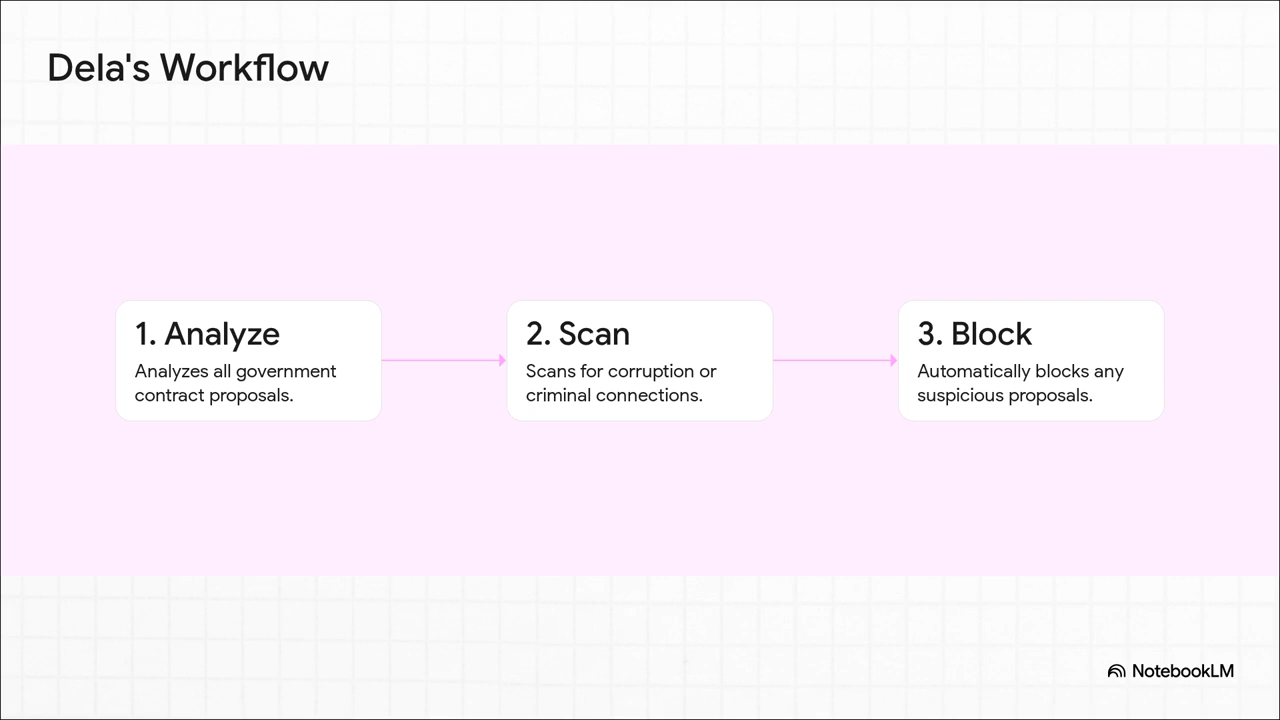 Dela's Workflow
1. Analyze
Analyzes all government
contract proposals.
2. Scan
Scans for corruption or
criminal connections.
3. Block
Automatically blocks any
suspicious proposals.
NotebookLM